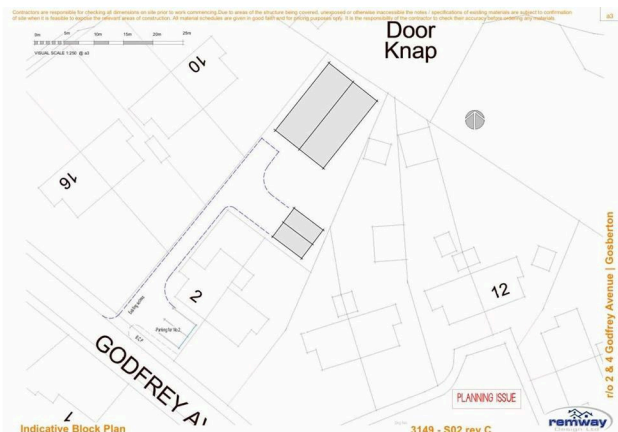 Contractors are responsible for checking all dimensions on site prior to work commencing.Due to areas of the structure being covered, unexposed or otherwise inaccessible the notes / specifications of existing materials are subject to confirmation
of site when it is feasible to expose the relevant areas of construction. All material schedules are given in good faith and for pricing purposes only. It is the responsibility of the contractor to check their accuracy before ordering any materials.
a3
0m 5m 10m 15m 20m 25m
VISUAL SCALE 1:250 @ a3
Door
Knap
10
16
2
12
Parking for No.2
GODFREY A
r/o 2 & 4 Godfrey Avenue | Gosberton
PLANNING ISSUE
remway
Indicative Block Plan
3149 - S02 rev C